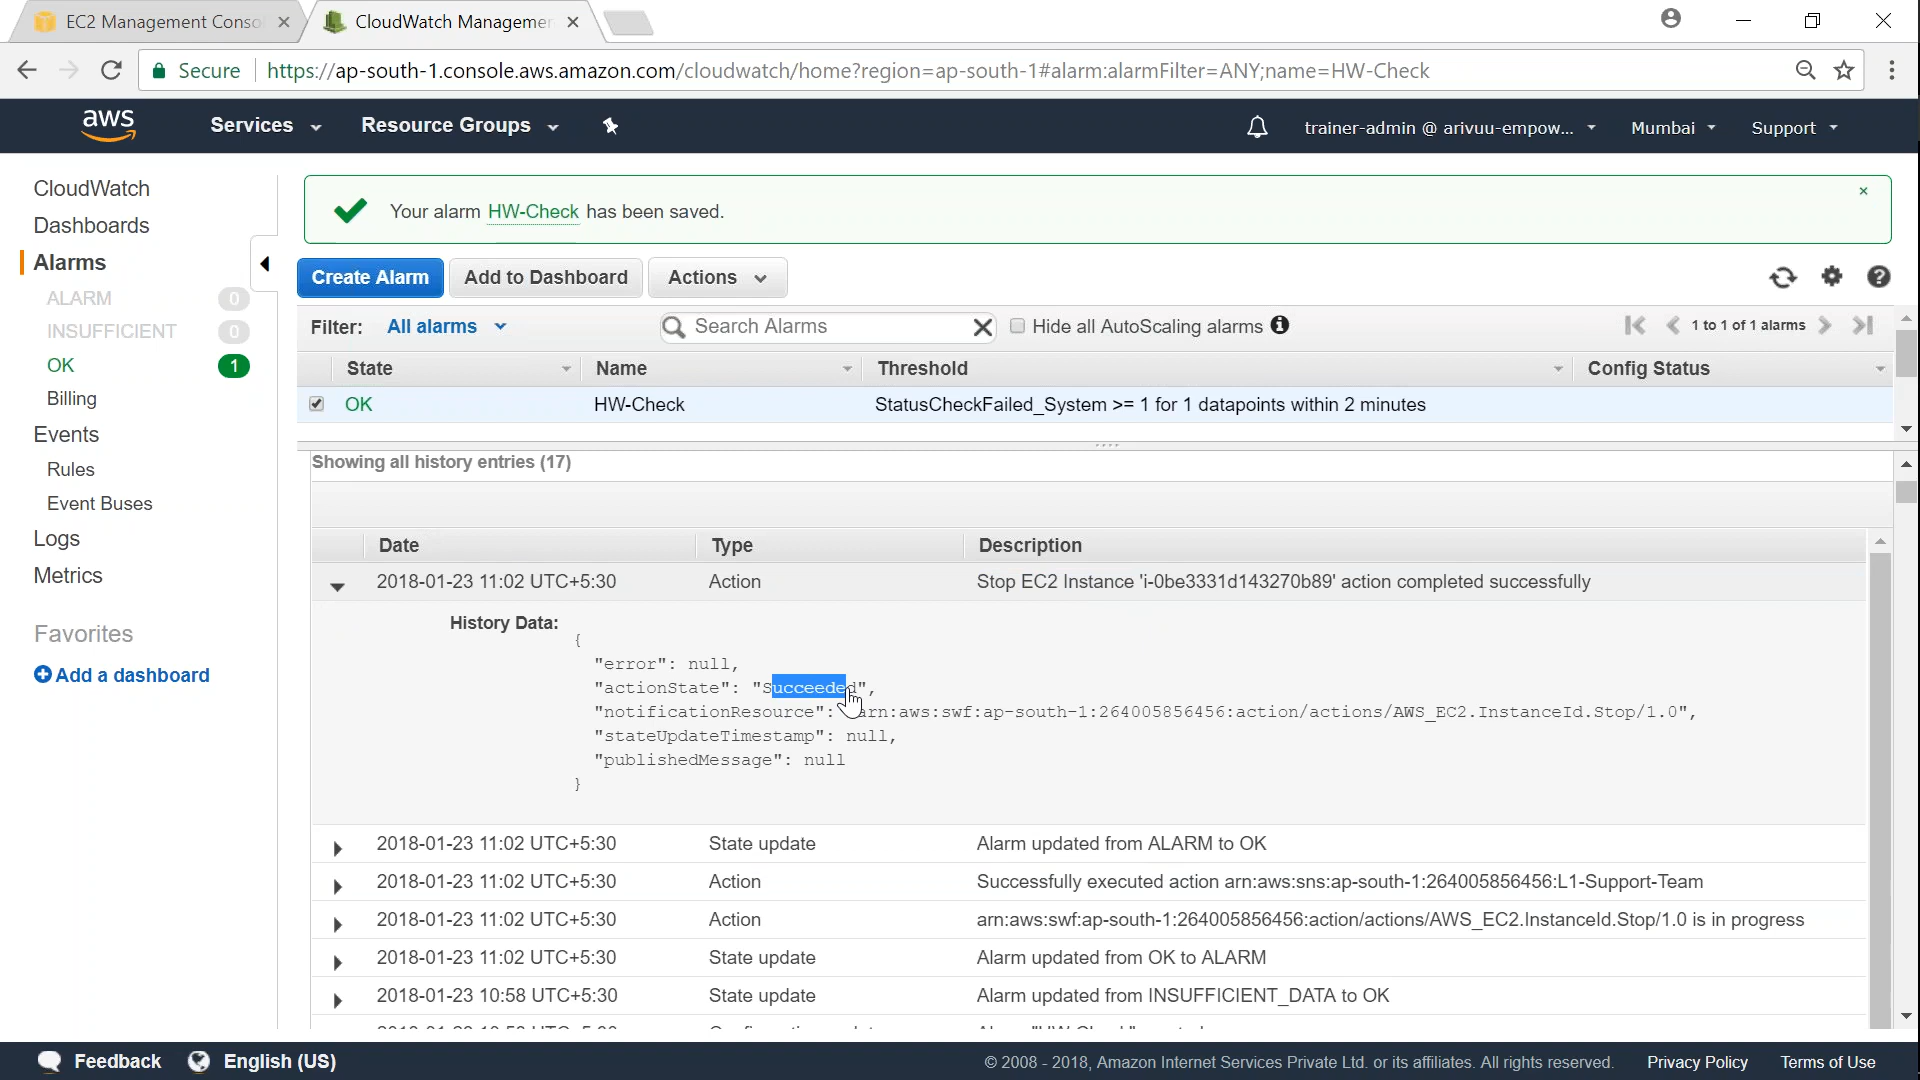 EC2 Management Conso
CloudWatch Managemen
Secure https://ap-south-1.console.aws.amazon.com/cloudwatch/home?region=ap-south-1#alarm:alarmFilter=ANY;name=HW-Check
aws Services Resource Groups trainer-admin @ arivuu-empow... Mumbai Support
CloudWatch
Dashboards
Alarms
ALARM 0
INSUFFICIENT 0
OK 1
Billing
Events
Rules
Event Buses
Logs
Metrics
Favorites
Add a dashboard
Your alarm HW-Check has been saved.
Create Alarm Add to Dashboard Actions
Filter: All alarms Search Alarms Hide all AutoScaling alarms 1 to 1 of 1 alarms
State Name Threshold Config Status
OK HW-Check StatusCheckFailed_System >= 1 for 1 datapoints within 2 minutes
Showing all history entries (17)
Date Type Description
2018-01-23 11:02 UTC+5:30 Action Stop EC2 Instance 'i-0be3331d143270b89' action completed successfully
History Data:
{
"error": null,
"actionState": "Succeeded",
"notificationResource": arn:aws:swf:ap-south-1:264005856456:action/actions/AWS_EC2.InstanceId.Stop/1.0",
"stateUpdateTimestamp": null,
"publishedMessage": null
}
2018-01-23 11:02 UTC+5:30 State update Alarm updated from ALARM to OK
2018-01-23 11:02 UTC+5:30 Action Successfully executed action arn:aws:sns:ap-south-1:264005856456:L1-Support-Team
2018-01-23 11:02 UTC+5:30 Action arn:aws:swf:ap-south-1:264005856456:action/actions/AWS_EC2.InstanceId.Stop/1.0 is in progress
2018-01-23 11:02 UTC+5:30 State update Alarm updated from OK to ALARM
2018-01-23 10:58 UTC+5:30 State update Alarm updated from INSUFFICIENT_DATA to OK
Feedback English (US) © 2008 - 2018, Amazon Internet Services Private Ltd. or its affiliates. All rights reserved. Privacy Policy Terms of Use